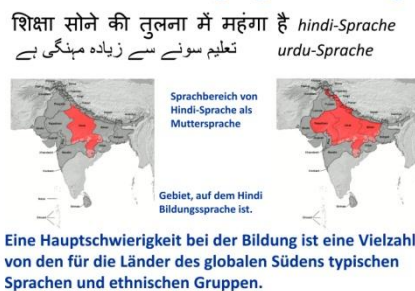 शिक्षा सोने की तुलना में महंगा है hindi-Sprache
تعلیم سونے سے زیادہ مہنگی ہے urdu-Sprache
Sprachbereich von
Hindi-Sprache als
Muttersprache
Gebiet, auf dem Hindi
Bildungssprache ist.
Eine Hauptschwierigkeit bei der Bildung ist eine Vielzahl
von den für die Länder des globalen Südens typischen
Sprachen und ethnischen Gruppen.